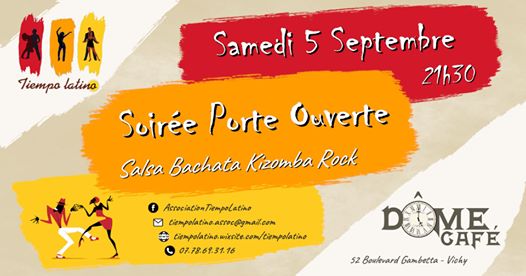 Tiempo latino
Samedi 5 Septembre
21h30
Soirée Porte Ouverte
Salsa Bachata Kizomba Rock
AssociationTiempoLatino
tiempolatino.assoc@gmail.com
tiempolatino.wixsite.com/tiempolatino
07.78.61.31.16
DÔME
CAFÉ
52 Boulevard Gambetta - Vichy